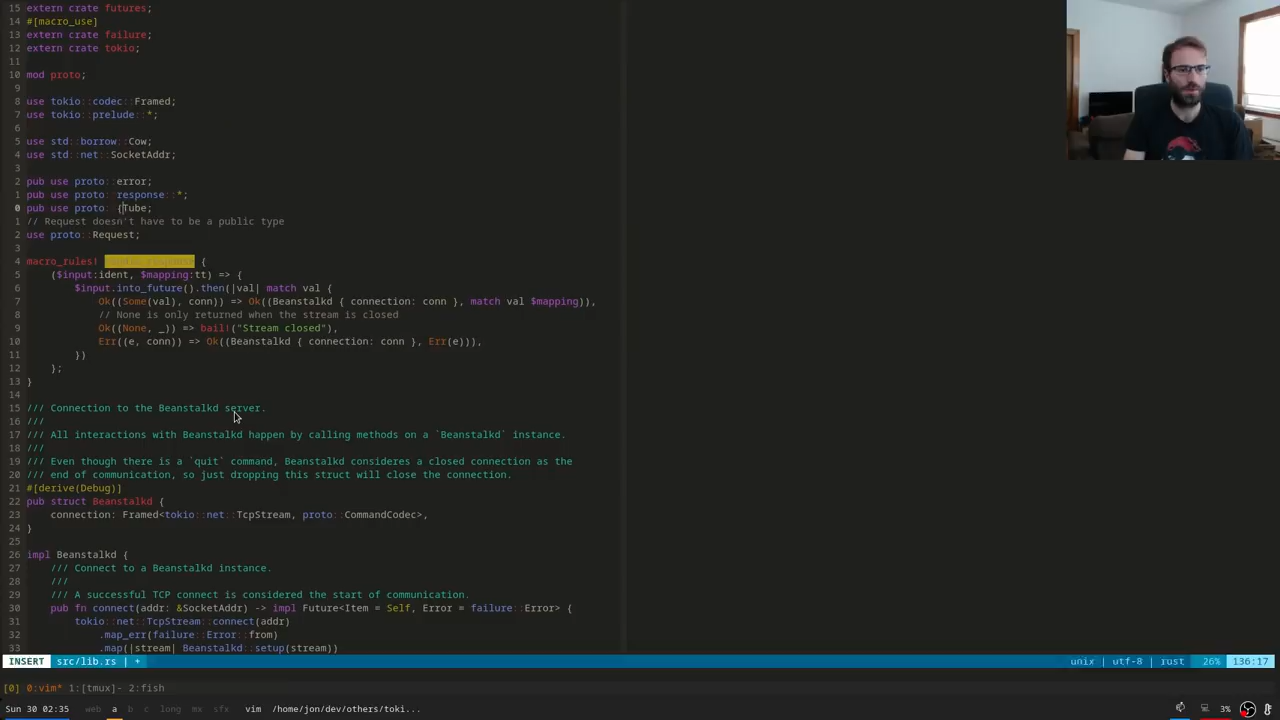 15 extern crate futures;
14 #[macro_use]
13 extern crate failure;
12 extern crate tokio;
11
10 mod proto;
9
8 use tokio::codec::Framed;
7 use tokio::prelude::*;
6
5 use std::borrow::Cow;
4 use std::net::SocketAddr;
3
2 pub use proto::error;
1 pub use proto::response::*;
0 pub use proto::{Tube;
1 // Request doesn't have to be a public type
2 use proto::Request;
3
4 macro_rules! {
5 ($input:ident, $mapping:tt) => {
6 $input.into_future().then(|val| match val {
7 Ok((Some(val), conn)) => Ok((Beanstalkd { connection: conn }, match val $mapping)),
8 // None is only returned when the stream is closed
9 Ok((None, _)) => bail!("Stream closed"),
10 Err((e, conn)) => Ok((Beanstalkd { connection: conn }, Err(e))),
11 })
12 };
13 }
14
15 /// Connection to the Beanstalkd server.
16 ///
17 /// All interactions with Beanstalkd happen by calling methods on a `Beanstalkd` instance.
18 ///
19 /// Even though there is a `quit` command, Beanstalkd consideres a closed connection as the
20 /// end of communication, so just dropping this struct will close the connection.
21 #[derive(Debug)]
22 pub struct Beanstalkd {
23 connection: Framed<tokio::net::TcpStream, proto::CommandCodec>,
24 }
25
26 impl Beanstalkd {
27 /// Connect to a Beanstalkd instance.
28 ///
29 /// A successful TCP connect is considered the start of communication.
30 pub fn connect(addr: &SocketAddr) -> impl Future<Item = Self, Error = failure::Error> {
31 tokio::net::TcpStream::connect(addr)
32 .map_err(failure::Error::from)
33 .map(|stream| Beanstalkd::setup(stream))
INSERT src/lib.rs | + unix | utf-8 | rust 26% 136:17
[0] 0:vim* 1:[tmux]- 2:fish
Sun 30 02:35 web a b c long mx sfx vim /home/jon/dev/others/toki... 3%